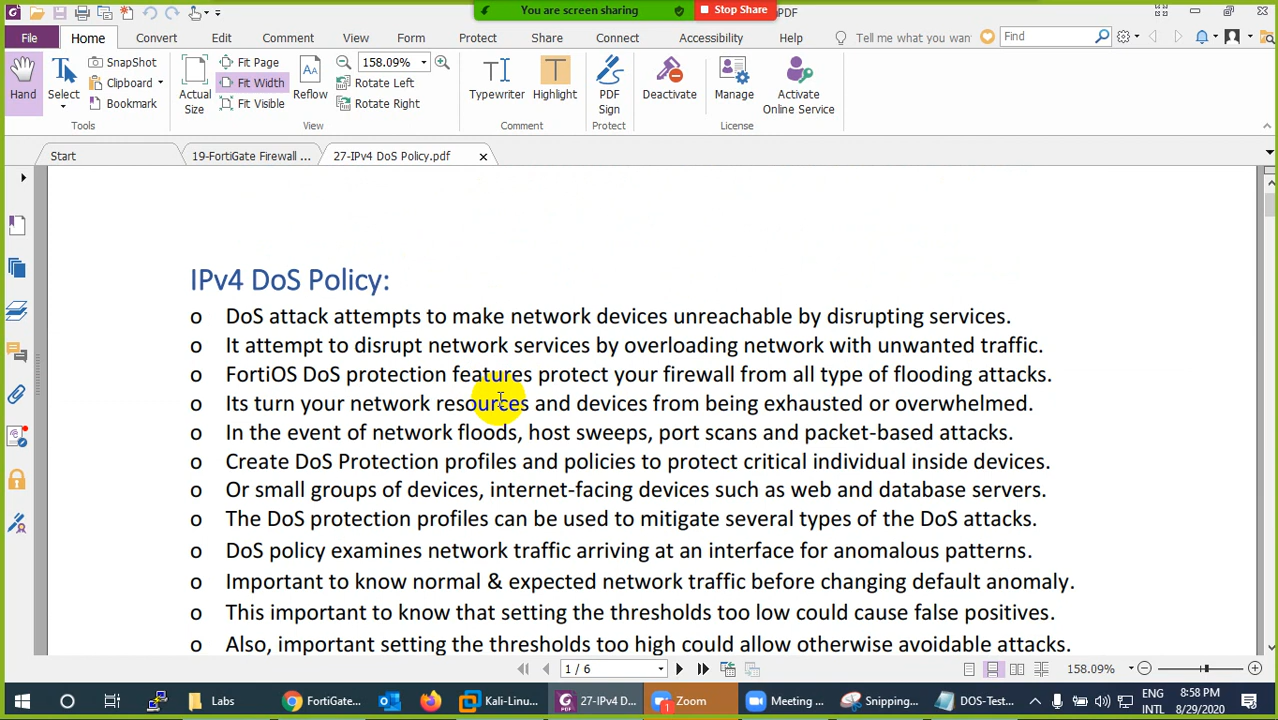 You are screen sharing
Stop Share
PDF
File Home Convert Edit Comment View Form Protect Share Connect Accessibility Help Tell me what you want Find
Hand
Select
SnapShot
Clipboard
Bookmark
Tools
Actual Size
Fit Page
Fit Width
Fit Visible
Reflow
158.09%
Rotate Left
Rotate Right
View
Typewriter
Highlight
Comment
PDF Sign
Protect
Deactivate
Manage
Activate Online Service
License
Start 19-FortiGate Firewall ... 27-IPv4 DoS Policy.pdf
IPv4 DoS Policy:
o DoS attack attempts to make network devices unreachable by disrupting services.
o It attempt to disrupt network services by overloading network with unwanted traffic.
o FortiOS DoS protection features protect your firewall from all type of flooding attacks.
o Its turn your network resources and devices from being exhausted or overwhelmed.
o In the event of network floods, host sweeps, port scans and packet-based attacks.
o Create DoS Protection profiles and policies to protect critical individual inside devices.
o Or small groups of devices, internet-facing devices such as web and database servers.
o The DoS protection profiles can be used to mitigate several types of the DoS attacks.
o DoS policy examines network traffic arriving at an interface for anomalous patterns.
o Important to know normal & expected network traffic before changing default anomaly.
o This important to know that setting the thresholds too low could cause false positives.
o Also, important setting the thresholds too high could allow otherwise avoidable attacks.
1 / 6
158.09%
Labs FortiGate... Kali-Linu... 27-IPv4 D... Zoom 1 Meeting ... Snipping... DOS-Test...
ENG
INTL
8:58 PM
8/29/2020